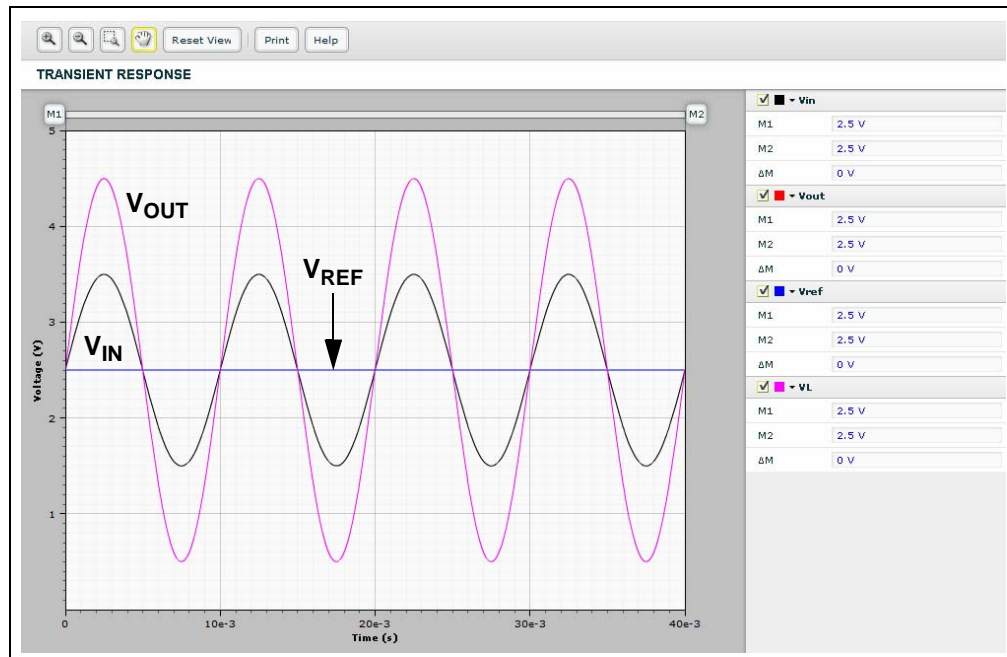 Reset View
Print
Help
TRANSIENT RESPONSE
M1
M2
5
4
3
2
1
Voltage (V)
VOUT
VREF
VIN
0
10e-3
20e-3
30e-3
40e-3
Time (s)
Vin
M1 2.5 V
M2 2.5 V
ΔM 0 V
Vout
M1 2.5 V
M2 2.5 V
ΔM 0 V
Vref
M1 2.5 V
M2 2.5 V
ΔM 0 V
VL
M1 2.5 V
M2 2.5 V
ΔM 0 V